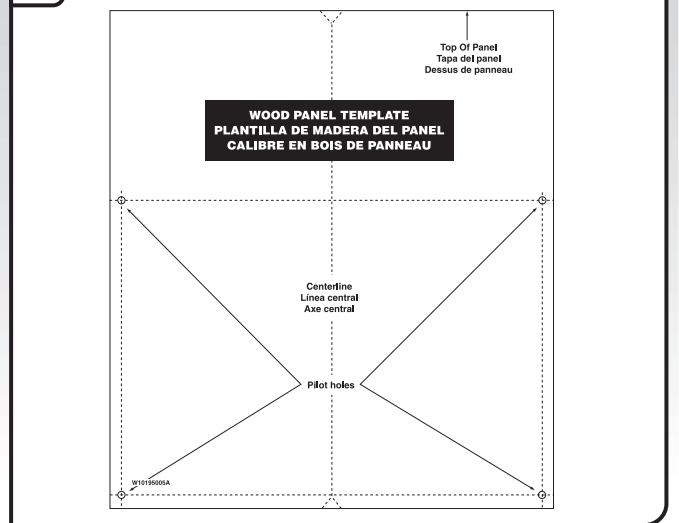 Top Of Panel
Tapa del panel
Dessus de panneau
WOOD PANEL TEMPLATE
PLANTILLA DE MADERA DEL PANEL
CALIBRE EN BOIS DE PANNEAU
Centerline
Línea central
Axe central
Pilot holes
W10195005A